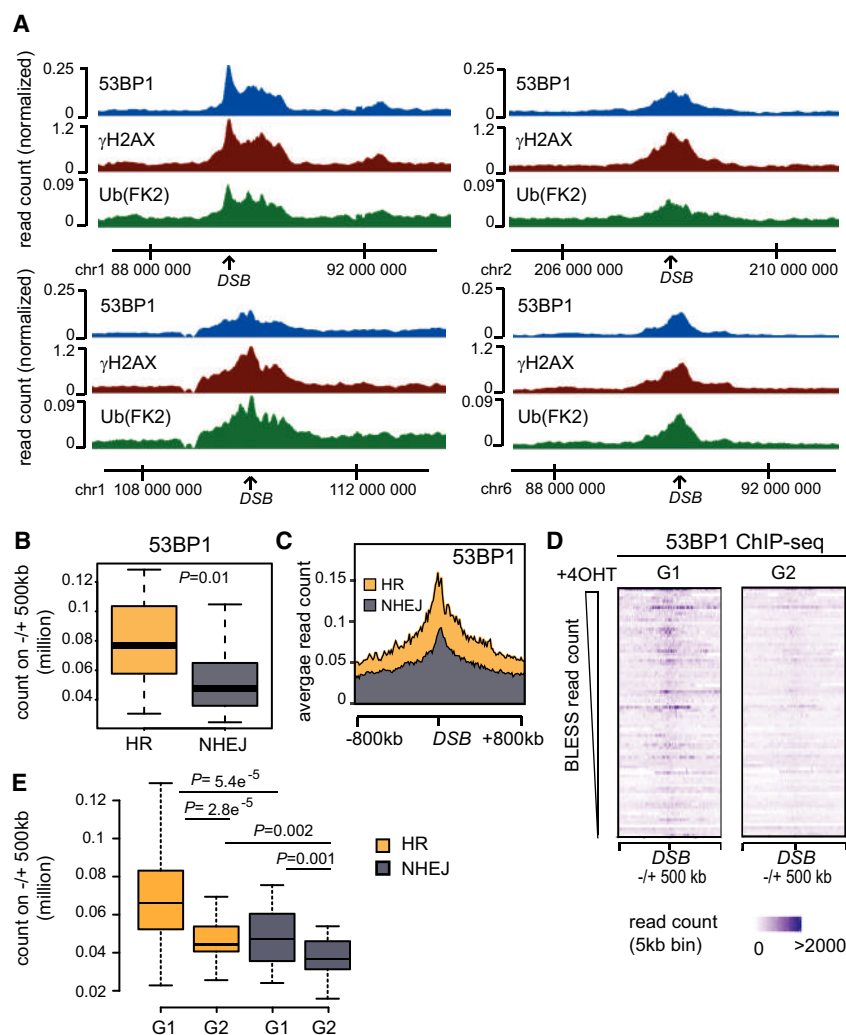 A
read count (normalized)
0.25
0
53BP1
1.2
0
γH2AX
0.09
0
Ub(FK2)
chr1 88 000 000 92 000 000
DSB
0.25
0
53BP1
1.2
0
γH2AX
0.09
0
Ub(FK2)
chr2 206 000 000 210 000 000
DSB
read count (normalized)
0.25
0
53BP1
1.2
0
γH2AX
0.09
0
Ub(FK2)
chr1 108 000 000 112 000 000
DSB
0.25
0
53BP1
1.2
0
γH2AX
0.09
0
Ub(FK2)
chr6 88 000 000 92 000 000
DSB
B
53BP1
P=0.01
count on -/+ 500kb
(million)
0.12
0.1
0.08
0.06
0.04
HR NHEJ
C
53BP1
HR
NHEJ
avergae read count
0.15
0.1
0.05
0
-800kb DSB +800kb
D
53BP1 ChIP-seq
+4OHT G1 G2
BLESS read count
DSB DSB
-/+ 500 kb -/+ 500 kb
read count
(5kb bin)
0 >2000
E
count on -/+ 500kb
(million)
0.12
0.1
0.08
0.06
0.04
0.02
P= 5.4e-5
P= 2.8e-5
P=0.002
P=0.001
HR
NHEJ
G1 G2 G1 G2